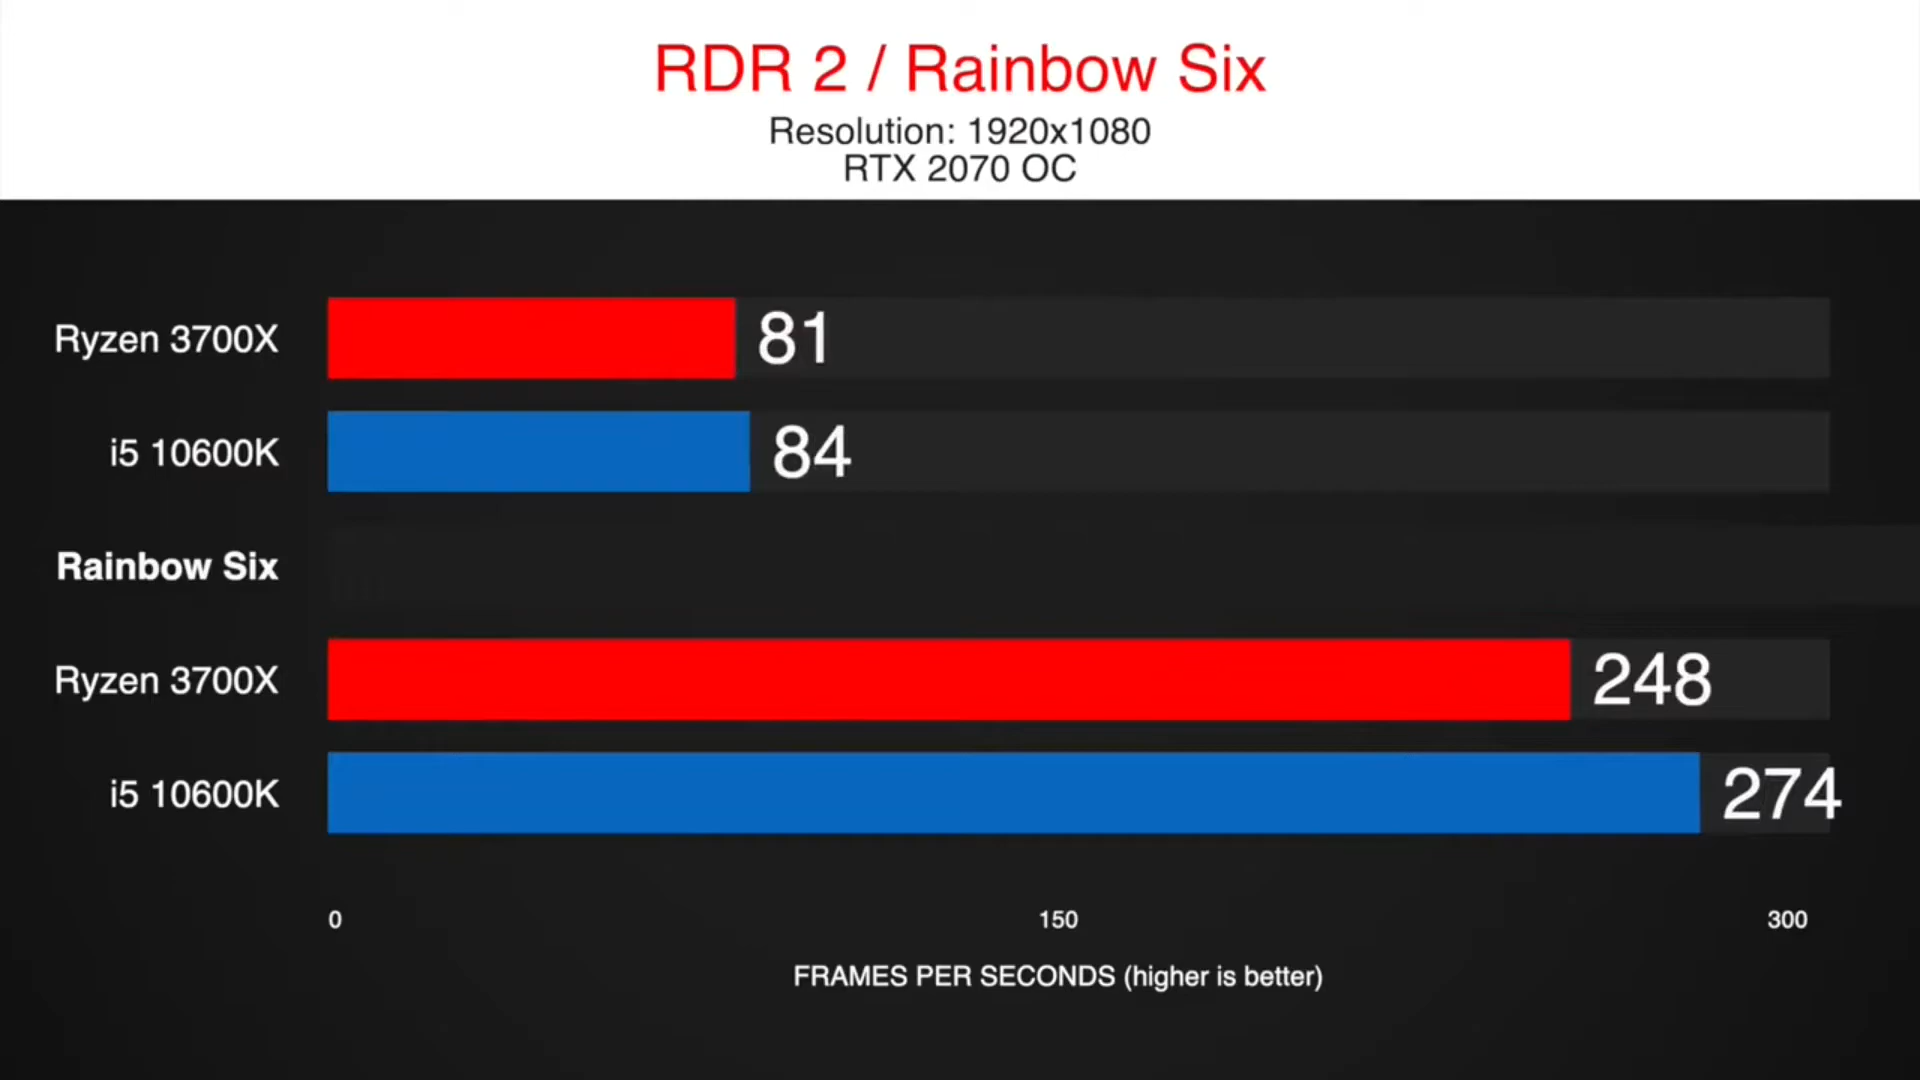 RDR 2 / Rainbow Six
Resolution: 1920x1080
RTX 2070 OC
Ryzen 3700X 81
i5 10600K 84
Rainbow Six
Ryzen 3700X 248
i5 10600K 274
0 150 300
FRAMES PER SECONDS (higher is better)